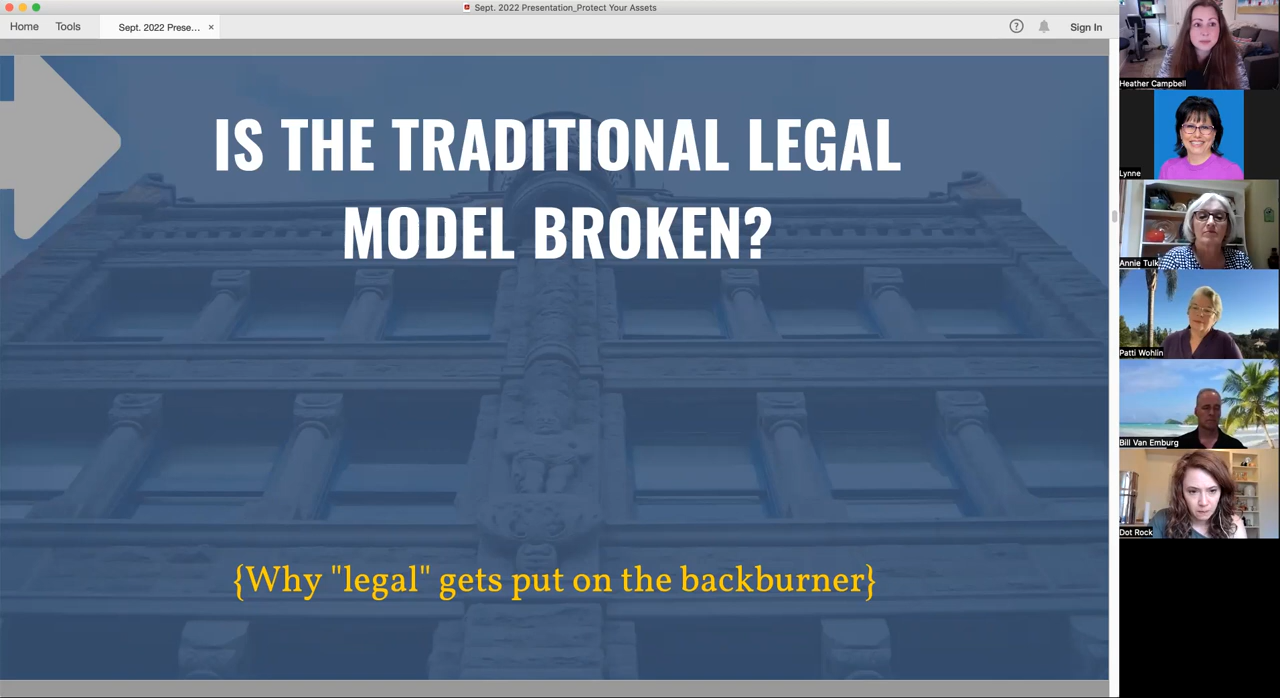 Sept. 2022 Presentation_Protect Your Assets
Home
Tools
Sept. 2022 Prese... ×
?
Sign In
IS THE TRADITIONAL LEGAL
MODEL BROKEN?
{Why "legal" gets put on the backburner}
Heather Campbell
Lynne
Annie Tulk
Patti Wohlin
Bill Van Emburg
Dot Rock